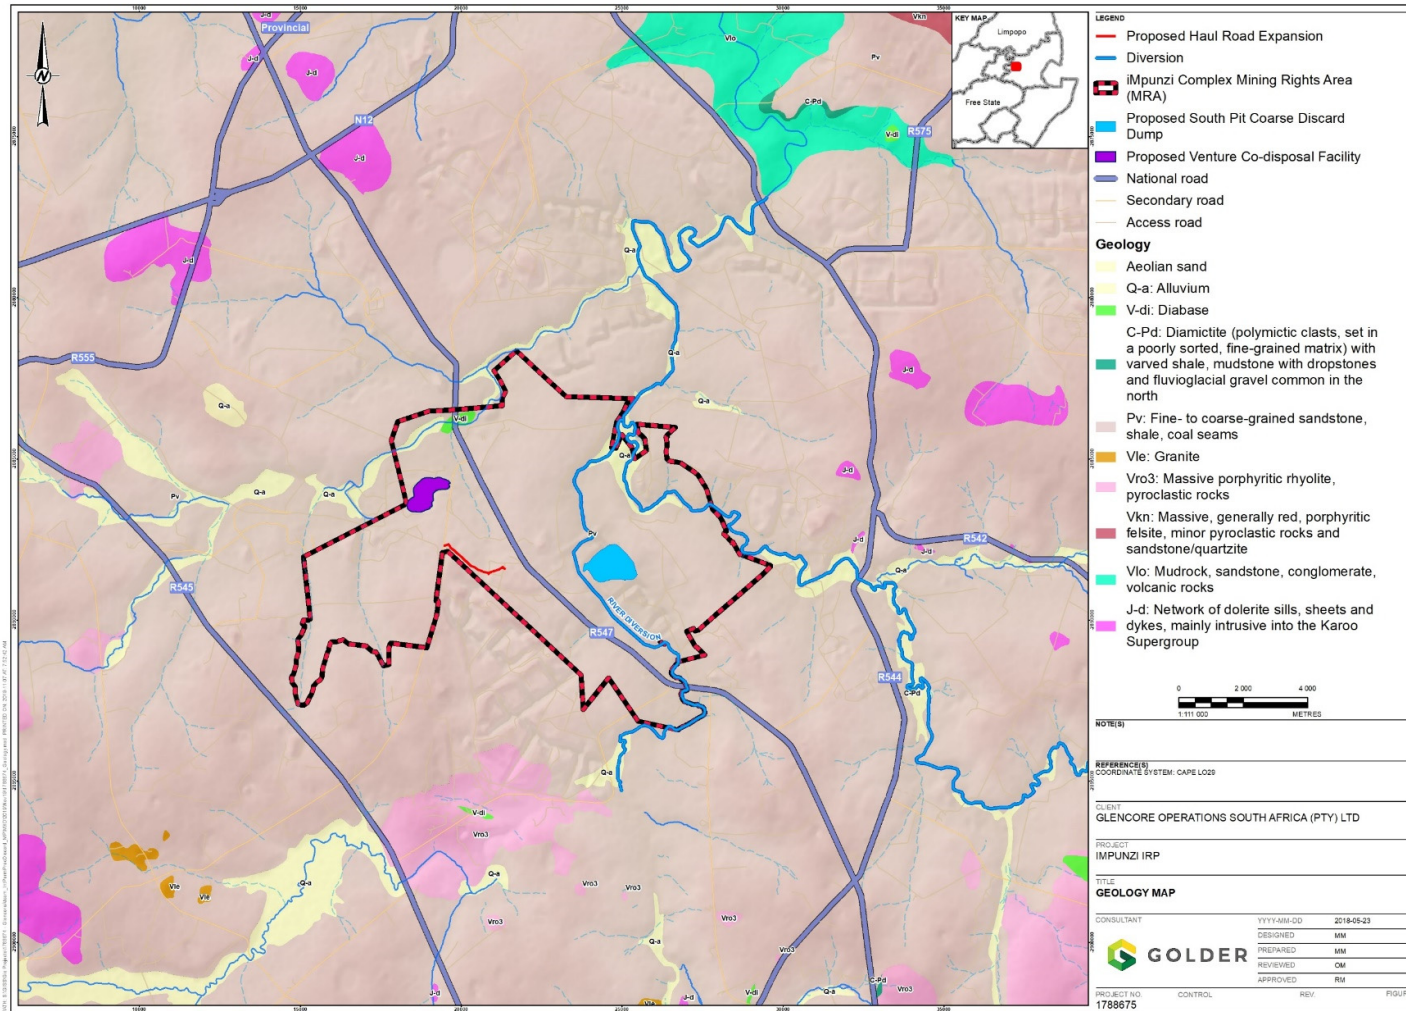 KEY MAP
Limpopo
Free State
Provincial
N12
R575
R555
R545
R547
R544
R542
RIVER DIVERSION
J-d
J-d
J-d
J-d
J-d
J-d
J-d
J-d
J-d
J-d
Vlo
Vkn
Pv
Pv
Pv
C-Pd
C-Pd
C-Pd
V-di
V-di
V-di
V-di
Q-a
Q-a
Q-a
Q-a
Q-a
Q-a
Q-a
Q-a
Q-a
Q-a
Q-a
Q-a
Q-a
Vro3
Vro3
Vro3
Vro3
Vro3
Vro3
Vro3
Vle
Vle
Vle
LEGEND
Proposed Haul Road Expansion
Diversion
iMpunzi Complex Mining Rights Area
(MRA)
Proposed South Pit Coarse Discard
Dump
Proposed Venture Co-disposal Facility
National road
Secondary road
Access road
Geology
Aeolian sand
Q-a: Alluvium
V-di: Diabase
C-Pd: Diamictite (polymictic clasts, set in
a poorly sorted, fine-grained matrix) with
varved shale, mudstone with dropstones
and fluvioglacial gravel common in the
north
Pv: Fine- to coarse-grained sandstone,
shale, coal seams
Vle: Granite
Vro3: Massive porphyritic rhyolite,
pyroclastic rocks
Vkn: Massive, generally red, porphyritic
felsite, minor pyroclastic rocks and
sandstone/quartzite
Vlo: Mudrock, sandstone, conglomerate,
volcanic rocks
J-d: Network of dolerite sills, sheets and
dykes, mainly intrusive into the Karoo
Supergroup
0 2 000 4 000
1:111 000 METRES
NOTE(S)
REFERENCE(S)
COORDINATE SYSTEM: CAPE LO29
CLIENT
GLENCORE OPERATIONS SOUTH AFRICA (PTY) LTD
PROJECT
IMPUNZI IRP
TITLE
GEOLOGY MAP
CONSULTANT
GOLDER
YYYY-MM-DD 2018-05-23
DESIGNED MM
PREPARED MM
REVIEWED OM
APPROVED RM
PROJECT NO. CONTROL REV. FIGUR
1788675